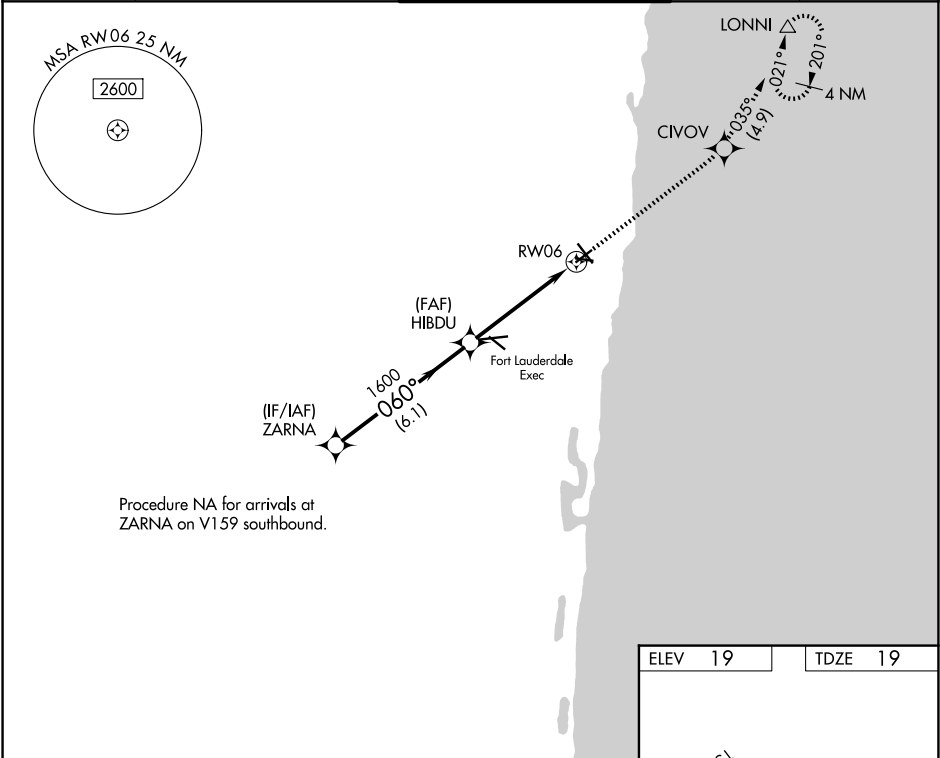 MSA RW06 25 NM
2600
LONNI
021°
201°
4 NM
035°
(4.9)
CIVOV
RW06
(FAF)
HIBDU
Fort Lauderdale
Exec
1600
060°
(6.1)
(IF/IAF)
ZARNA
Procedure NA for arrivals at
ZARNA on V159 southbound.
ELEV 19
TDZE 19